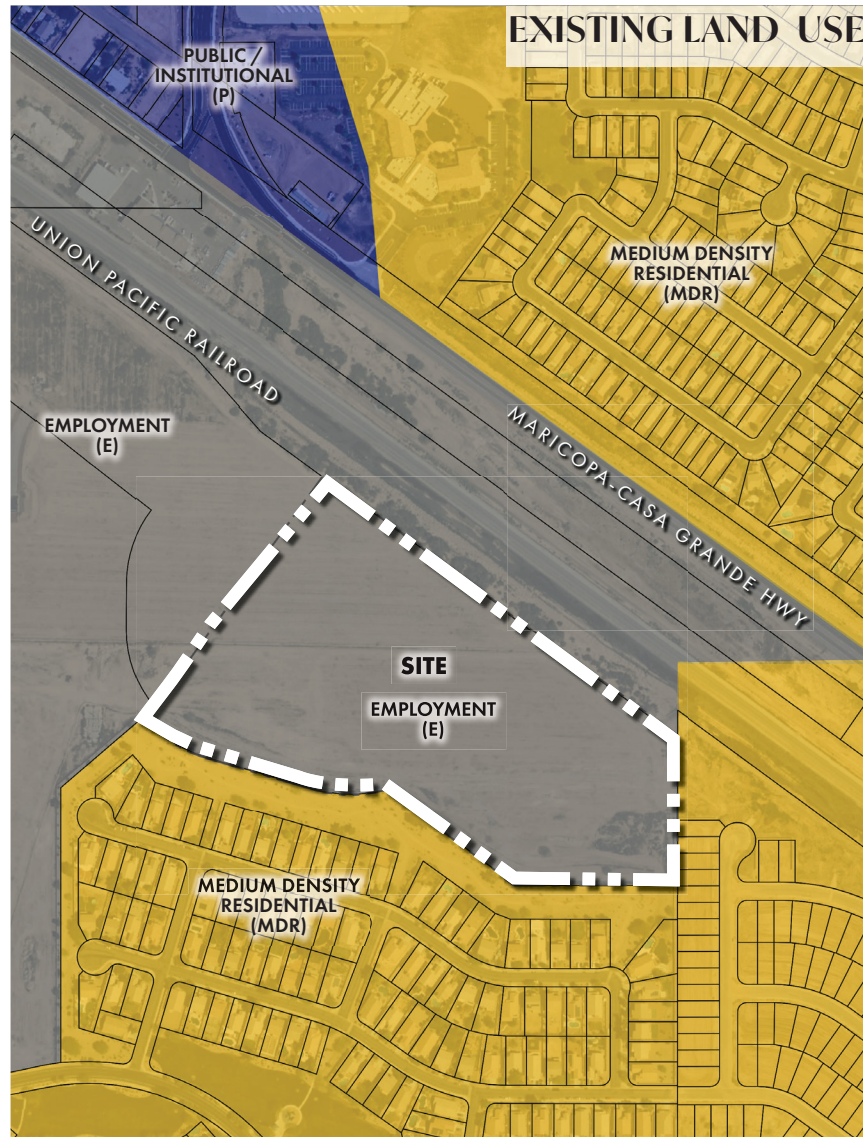 EXISTING LAND USE
PUBLIC /
INSTITUTIONAL
(P)
MEDIUM DENSITY
RESIDENTIAL
(MDR)
UNION PACIFIC RAILROAD
MARICOPA-CASA GRANDE HWY
EMPLOYMENT
(E)
SITE
EMPLOYMENT
(E)
MEDIUM DENSITY
RESIDENTIAL
(MDR)